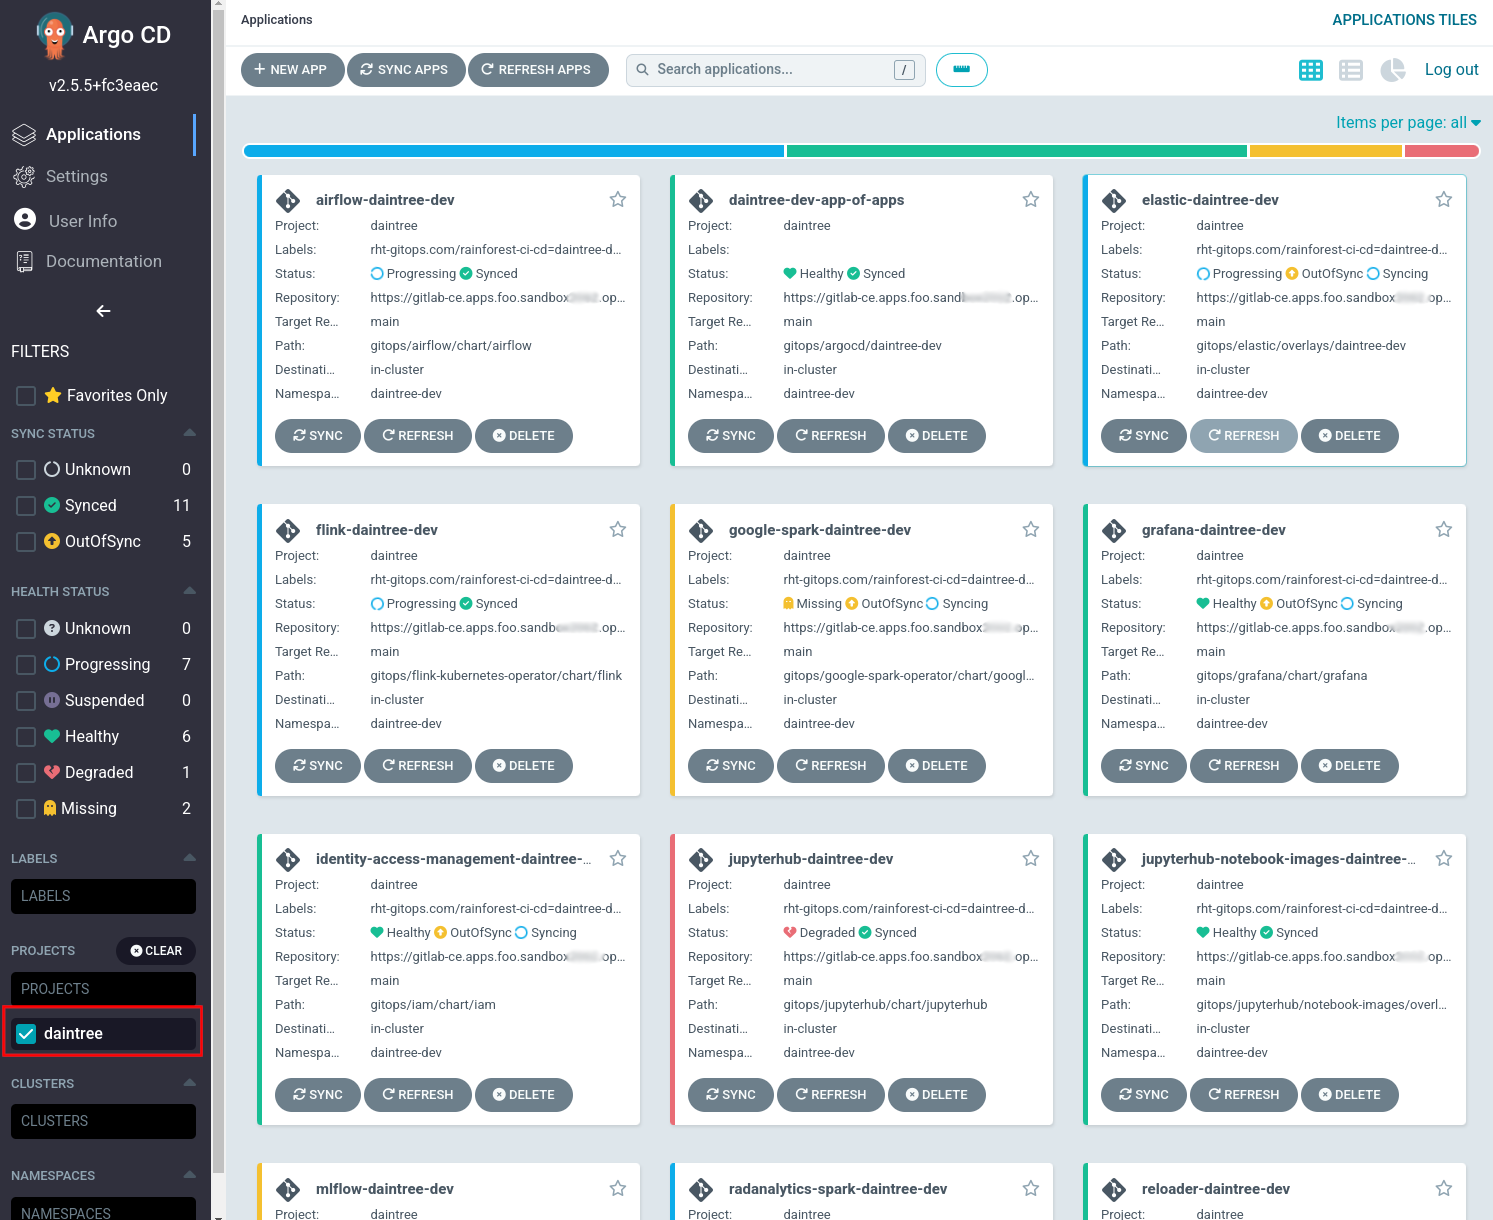 Argo CD
v2.5.5+fc3eaec
Applications
Settings
User Info
Documentation
FILTERS
Favorites Only
SYNC STATUS
Unknown 0
Synced 11
OutOfSync 5
HEALTH STATUS
Unknown 0
Progressing 7
Suspended 0
Healthy 6
Degraded 1
Missing 2
LABELS
LABELS
PROJECTS CLEAR
PROJECTS
daintree
CLUSTERS
CLUSTERS
NAMESPACES
NAMESPACES
Applications APPLICATIONS TILES
NEW APP SYNC APPS REFRESH APPS Search applications... / Log out
Items per page: all
airflow-daintree-dev
Project: daintree
Labels: rht-gitops.com/rainforest-ci-cd=daintree-d...
Status: Progressing Synced
Repository: https://gitlab-ce.apps.foo.sandbox .op...
Target Re... main
Path: gitops/airflow/chart/airflow
Destinati... in-cluster
Namespa... daintree-dev
SYNC REFRESH DELETE
daintree-dev-app-of-apps
Project: daintree
Labels:
Status: Healthy Synced
Repository: https://gitlab-ce.apps.foo.sand .op...
Target Re... main
Path: gitops/argocd/daintree-dev
Destinati... in-cluster
Namespa... daintree-dev
SYNC REFRESH DELETE
elastic-daintree-dev
Project: daintree
Labels: rht-gitops.com/rainforest-ci-cd=daintree-d...
Status: Progressing OutOfSync Syncing
Repository: https://gitlab-ce.apps.foo.sandbox .op...
Target Re... main
Path: gitops/elastic/overlays/daintree-dev
Destinati... in-cluster
Namespa... daintree-dev
SYNC REFRESH DELETE
flink-daintree-dev
Project: daintree
Labels: rht-gitops.com/rainforest-ci-cd=daintree-d...
Status: Progressing Synced
Repository: https://gitlab-ce.apps.foo.sandb .op...
Target Re... main
Path: gitops/flink-kubernetes-operator/chart/flink
Destinati... in-cluster
Namespa... daintree-dev
SYNC REFRESH DELETE
google-spark-daintree-dev
Project: daintree
Labels: rht-gitops.com/rainforest-ci-cd=daintree-d...
Status: Missing OutOfSync Syncing
Repository: https://gitlab-ce.apps.foo.sandbox op...
Target Re... main
Path: gitops/google-spark-operator/chart/googl...
Destinati... in-cluster
Namespa... daintree-dev
SYNC REFRESH DELETE
grafana-daintree-dev
Project: daintree
Labels: rht-gitops.com/rainforest-ci-cd=daintree-d...
Status: Healthy OutOfSync Syncing
Repository: https://gitlab-ce.apps.foo.sandbox .op...
Target Re... main
Path: gitops/grafana/chart/grafana
Destinati... in-cluster
Namespa... daintree-dev
SYNC REFRESH DELETE
identity-access-management-daintree-...
Project: daintree
Labels: rht-gitops.com/rainforest-ci-cd=daintree-d...
Status: Healthy OutOfSync Syncing
Repository: https://gitlab-ce.apps.foo.sandbox op...
Target Re... main
Path: gitops/iam/chart/iam
Destinati... in-cluster
Namespa... daintree-dev
SYNC REFRESH DELETE
jupyterhub-daintree-dev
Project: daintree
Labels: rht-gitops.com/rainforest-ci-cd=daintree-d...
Status: Degraded Synced
Repository: https://gitlab-ce.apps.foo.sandbox .op...
Target Re... main
Path: gitops/jupyterhub/chart/jupyterhub
Destinati... in-cluster
Namespa... daintree-dev
SYNC REFRESH DELETE
jupyterhub-notebook-images-daintree-...
Project: daintree
Labels: rht-gitops.com/rainforest-ci-cd=daintree-d...
Status: Healthy Synced
Repository: https://gitlab-ce.apps.foo.sandbox .op...
Target Re... main
Path: gitops/jupyterhub/notebook-images/overl...
Destinati... in-cluster
Namespa... daintree-dev
SYNC REFRESH DELETE
mlflow-daintree-dev
Project: daintree
radanalytics-spark-daintree-dev
Project: daintree
reloader-daintree-dev
Project: daintree